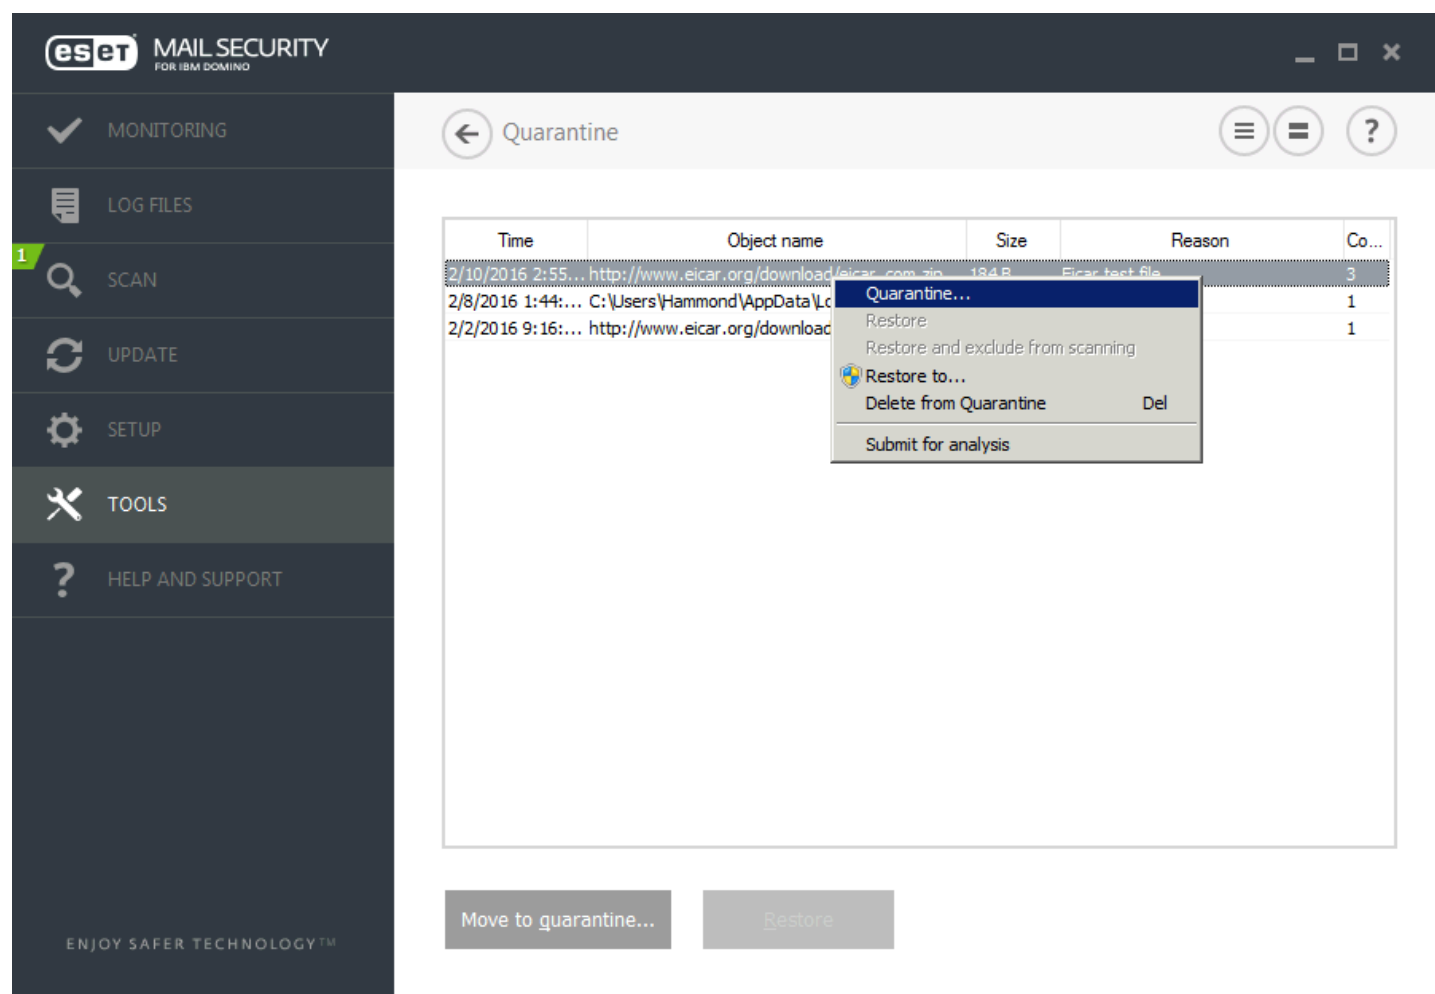 eset MAIL SECURITY
FOR IBM DOMINO
MONITORING
LOG FILES
1
SCAN
UPDATE
SETUP
TOOLS
HELP AND SUPPORT
ENJOY SAFER TECHNOLOGY™
Quarantine
?
Time Object name Size Reason Co...
2/10/2016 2:55... http://www.eicar.org/download/eicar_com.zip 184 B Eicar test file 3
2/8/2016 1:44:... C:\Users\Hammond\AppData\Lo 1
2/2/2016 9:16:... http://www.eicar.org/download 1
Quarantine...
Restore
Restore and exclude from scanning
Restore to...
Delete from Quarantine Del
Submit for analysis
Move to quarantine... Restore